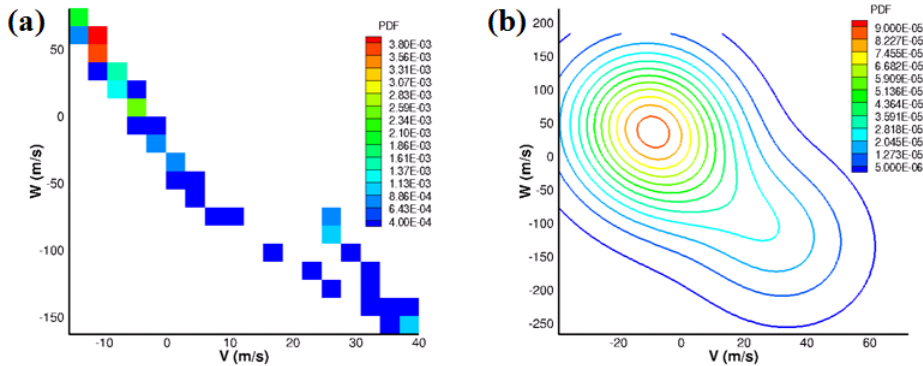 (a)
PDF
3.80E-03
3.56E-03
3.31E-03
3.07E-03
2.83E-03
2.59E-03
2.34E-03
2.10E-03
1.86E-03
1.61E-03
1.37E-03
1.13E-03
8.86E-04
6.43E-04
4.00E-04
W (m/s)
50
0
-50
-100
-150
-10
0
10
20
30
40
V (m/s)
(b)
PDF
9.000E-05
8.227E-05
7.455E-05
6.682E-05
5.909E-05
5.136E-05
4.364E-05
3.591E-05
2.818E-05
2.045E-05
1.273E-05
5.000E-06
W (m/s)
200
150
100
50
0
-50
-100
-150
-200
-250
-20
0
20
40
60
V (m/s)